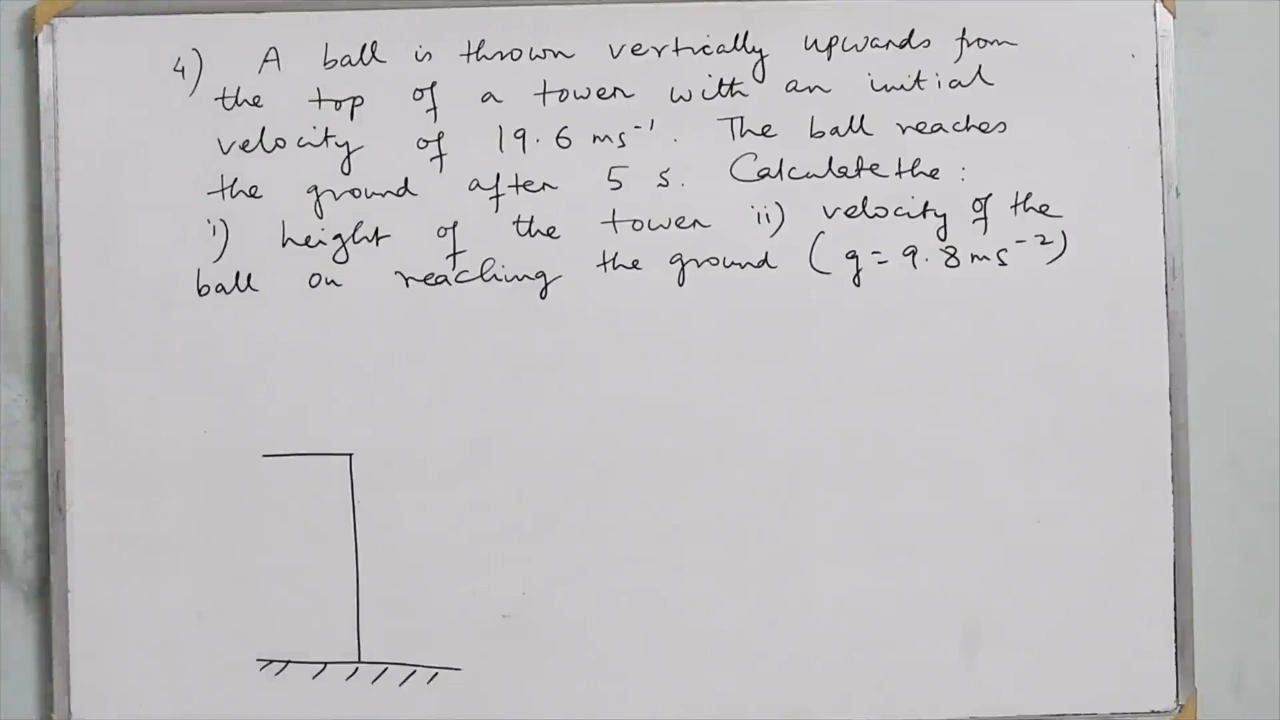 4) A ball is thrown vertically upwards from
the top of a tower with an initial
velocity of 19.6 ms⁻¹. The ball reaches
the ground after 5 s. Calculate the :
i) height of the tower ii) velocity of the
ball on reaching the ground (g = 9.8 ms⁻²)